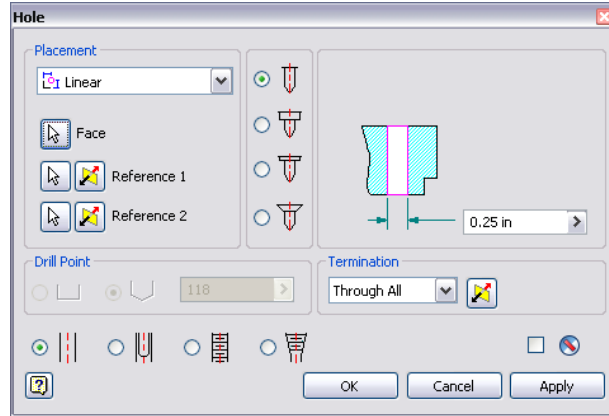 Hole
Placement
Linear
Face
Reference 1
Reference 2
0.25 in
Drill Point
118
Termination
Through All
OK
Cancel
Apply